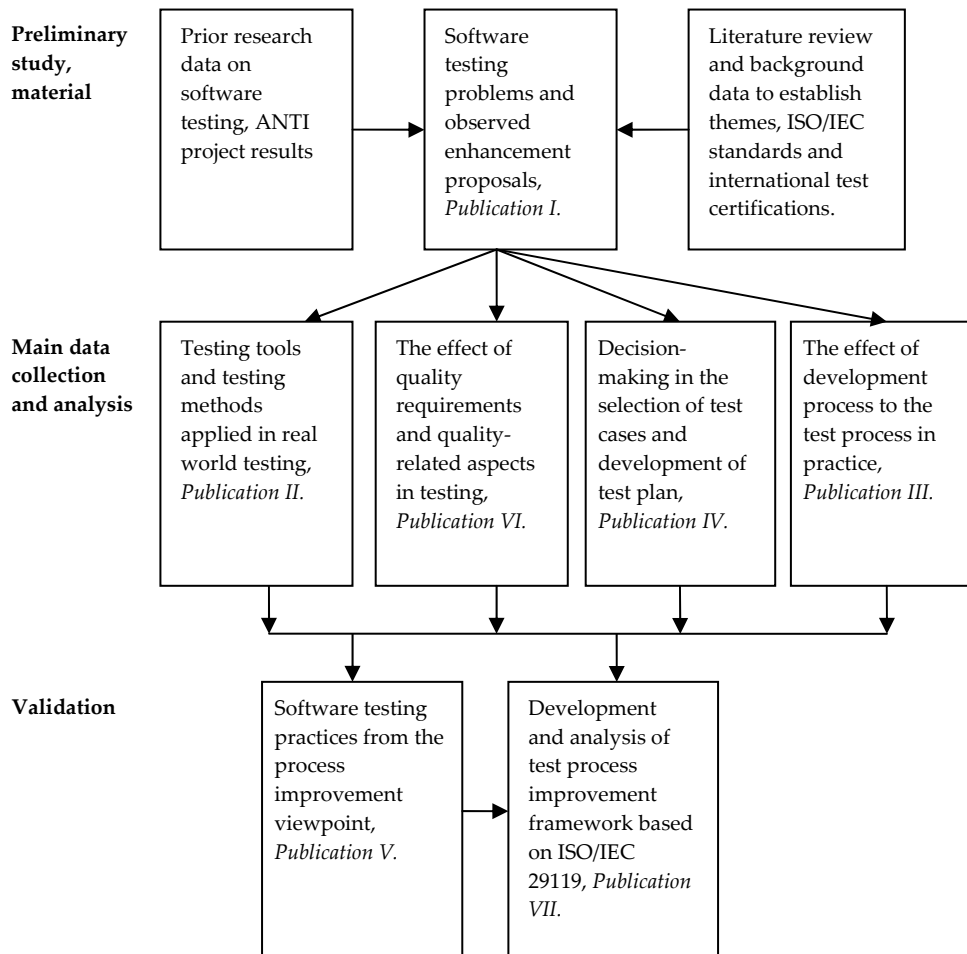 Preliminary
study,
material
Prior research
data on
software
testing, ANTI
project results
Software
testing
problems and
observed
enhancement
proposals,
Publication I.
Literature review
and background
data to establish
themes, ISO/IEC
standards and
international test
certifications.
Main data
collection
and analysis
Testing tools
and testing
methods
applied in real
world testing,
Publication II.
The effect of
quality
requirements
and quality-
related aspects
in testing,
Publication VI.
Decision-
making in the
selection of test
cases and
development of
test plan,
Publication IV.
The effect of
development
process to the
test process in
practice,
Publication III.
Validation
Software testing
practices from the
process
improvement
viewpoint,
Publication V.
Development
and analysis of
test process
improvement
framework based
on ISO/IEC
29119, Publication
VII.